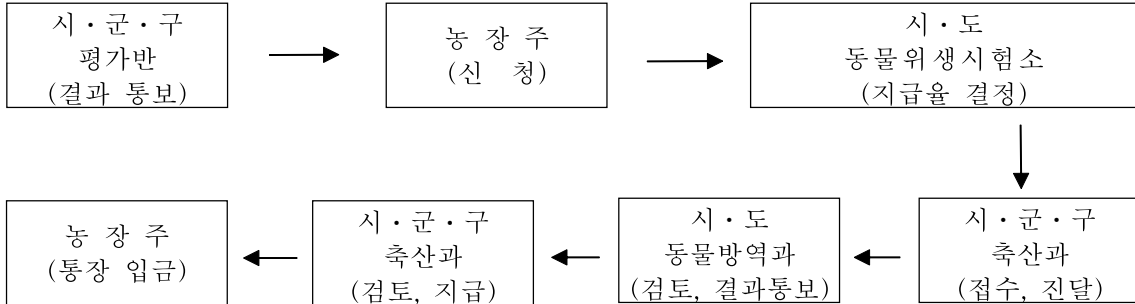 시・군・구
평가반
(결과 통보)
농 장 주
(신 청)
시・도
동물위생시험소
(지급율 결정)
시・군・구
축산과
(접수, 진달)
시・도
동물방역과
(검토, 결과통보)
시・군・구
축산과
(검토, 지급)
농 장 주
(통장 입금)